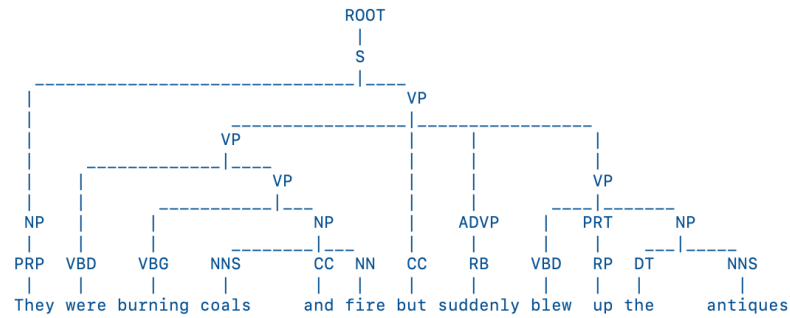 ROOT
S
VP
VP
VP VP
NP NP ADVP PRT NP
PRP VBD VBG NNS CC NN CC RB VBD RP DT NNS
They were burning coals and fire but suddenly blew up the antiques